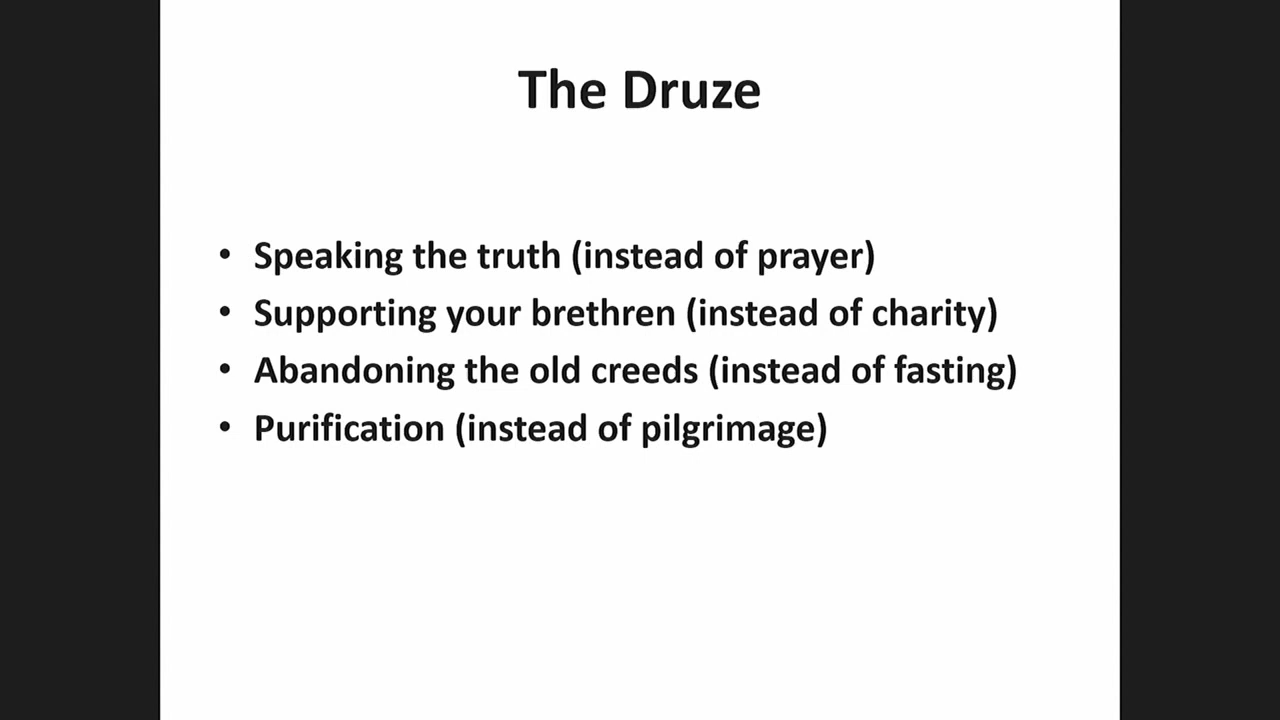 The Druze
• Speaking the truth (instead of prayer)
• Supporting your brethren (instead of charity)
• Abandoning the old creeds (instead of fasting)
• Purification (instead of pilgrimage)